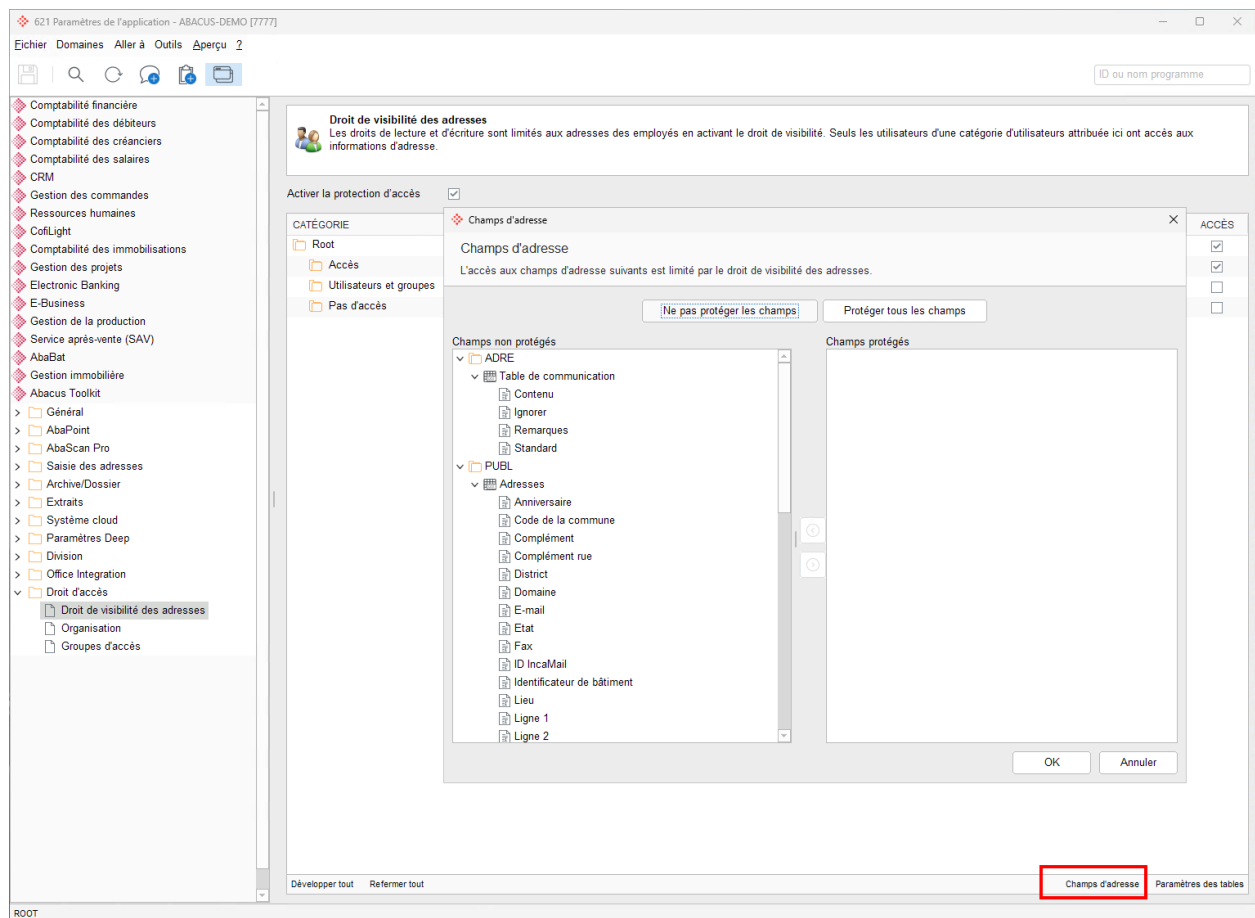 621 Paramètres de l'application - ABACUS-DEMO [7777]
Fichier Domaines Aller à Outils Aperçu ?
ID ou nom programme
Comptabilité financière
Comptabilité des débiteurs
Comptabilité des créanciers
Comptabilité des salaires
CRM
Gestion des commandes
Ressources humaines
CofiLight
Comptabilité des immobilisations
Gestion des projets
Electronic Banking
E-Business
Gestion de la production
Service après-vente (SAV)
AbaBat
Gestion immobilière
Abacus Toolkit
Général
AbaPoint
AbaScan Pro
Saisie des adresses
Archive/Dossier
Extraits
Système cloud
Paramètres Deep
Division
Office Integration
Droit d'accès
Droit de visibilité des adresses
Organisation
Groupes d'accès
Droit de visibilité des adresses
Les droits de lecture et d'écriture sont limités aux adresses des employés en activant le droit de visibilité. Seuls les utilisateurs d'une catégorie d'utilisateurs attribuée ici ont accès aux
informations d'adresse.
Activer la protection d'accès
CATÉGORIE
ACCÈS
Root
Accès
Utilisateurs et groupes
Pas d'accès
Champs d'adresse
Champs d'adresse
L'accès aux champs d'adresse suivants est limité par le droit de visibilité des adresses.
Ne pas protéger les champs
Protéger tous les champs
Champs non protégés
Champs protégés
ADRE
Table de communication
Contenu
Ignorer
Remarques
Standard
PUBL
Adresses
Anniversaire
Code de la commune
Complément
Complément rue
District
Domaine
E-mail
Etat
Fax
ID IncaMail
Identificateur de bâtiment
Lieu
Ligne 1
Ligne 2
OK
Annuler
Développer tout
Refermer tout
Champs d'adresse
Paramètres des tables
ROOT